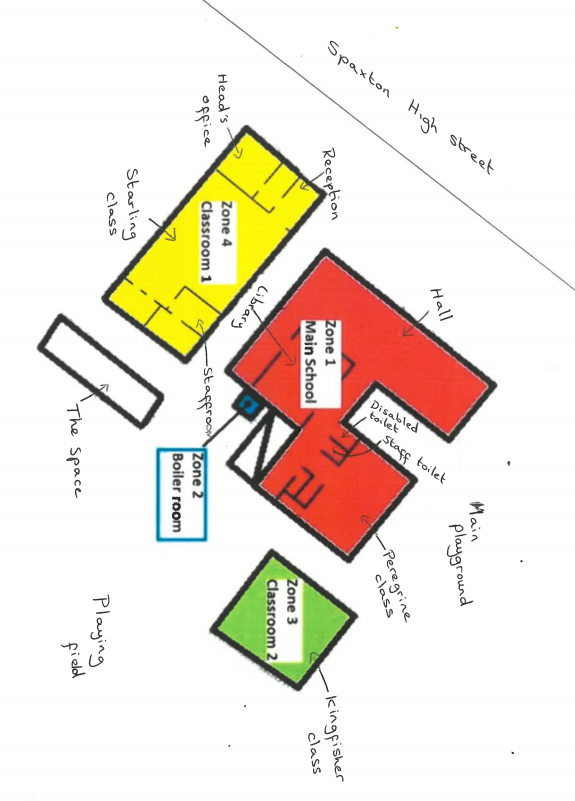 Spaxton High street
Head's
office
Reception
Starling
class
Zone 4
Classroom 1
Library
Hall
Zone 1
Main School
Staffroom
The Space
Zone 2
Boiler room
Disabled
toilet
Staff toilet
Main
playground
Peregrine
class
Zone 3
Classroom 2
Kingfisher
class
Playing
field